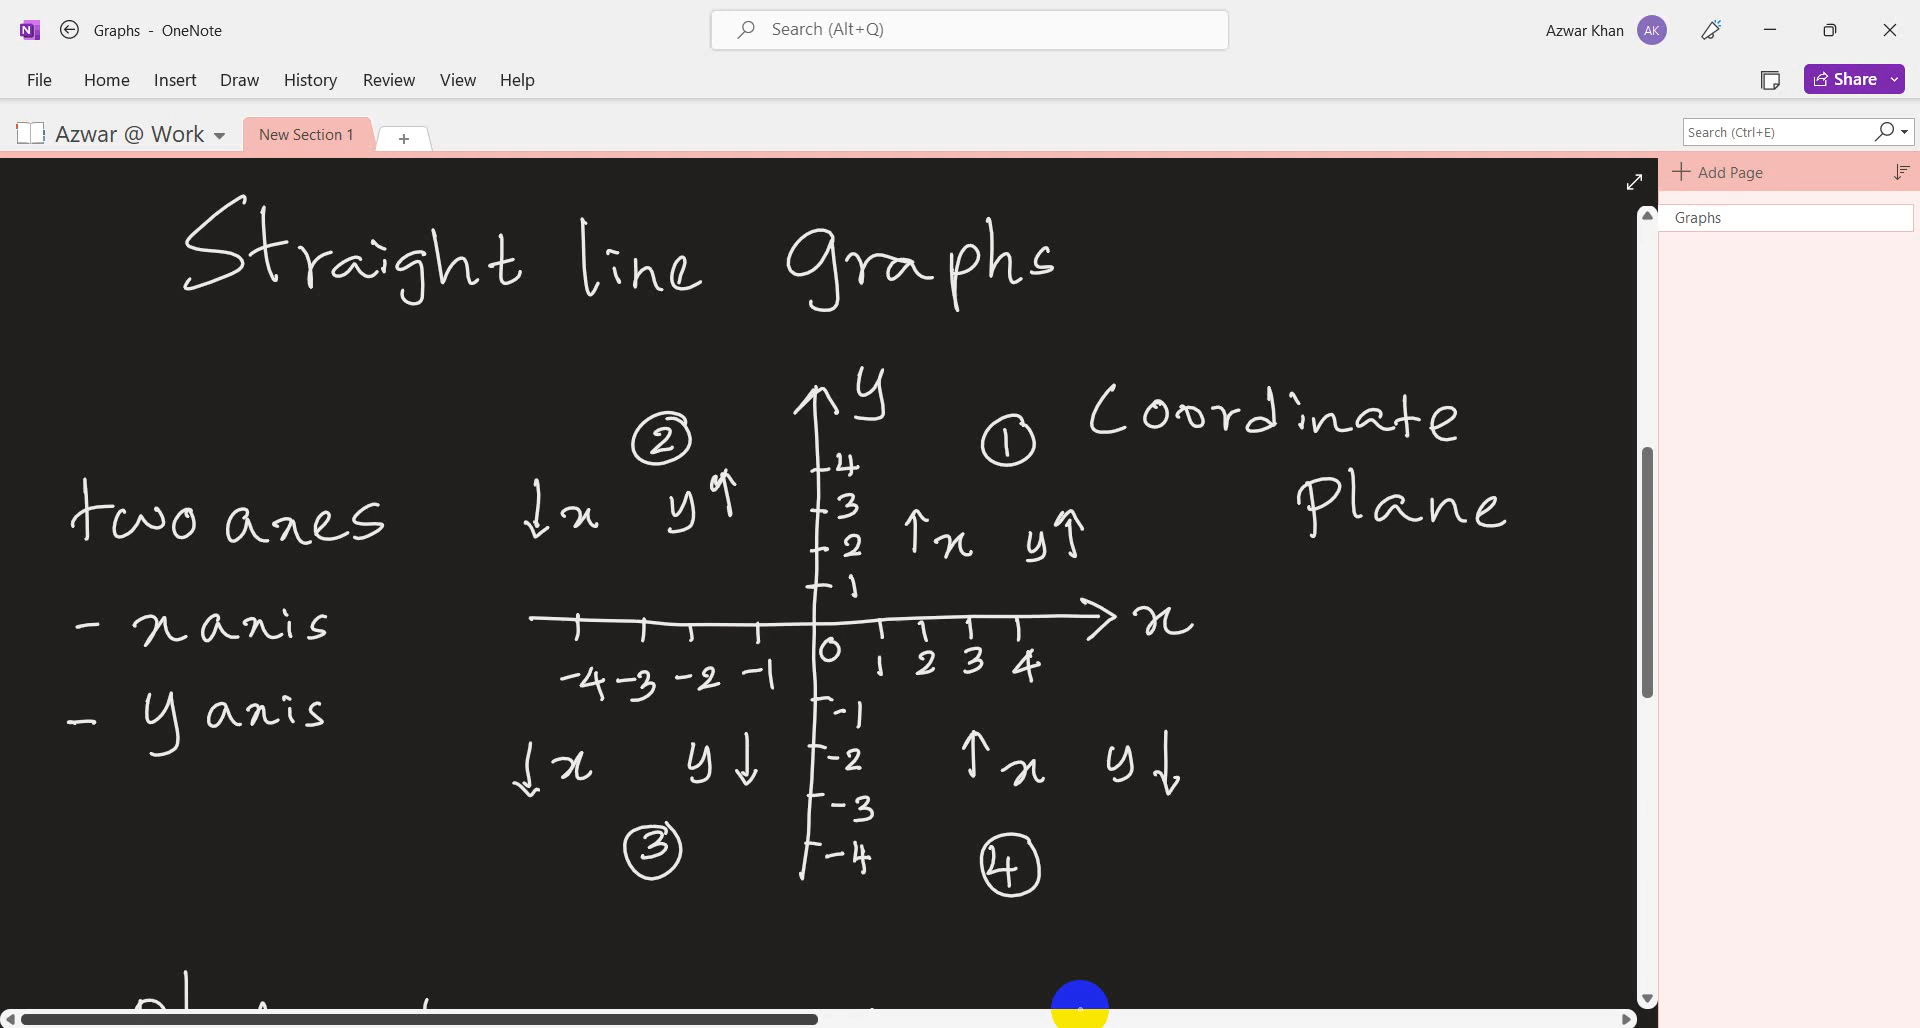 Graphs - OneNote
Search (Alt+Q)
Azwar Khan AK
File Home Insert Draw History Review View Help
Share
Azwar @ Work
New Section 1
+
Search (Ctrl+E)
Add Page
Graphs
Straight line graphs
y
Coordinate
Plane
② ①
two axes
- x axis
- y axis
↓x y↑
↑x y↑
4
3
2
1
x
-4 -3 -2 -1 0 1 2 3 4
-1
-2
-3
-4
↓x y↓
↑x y↓
③ ④